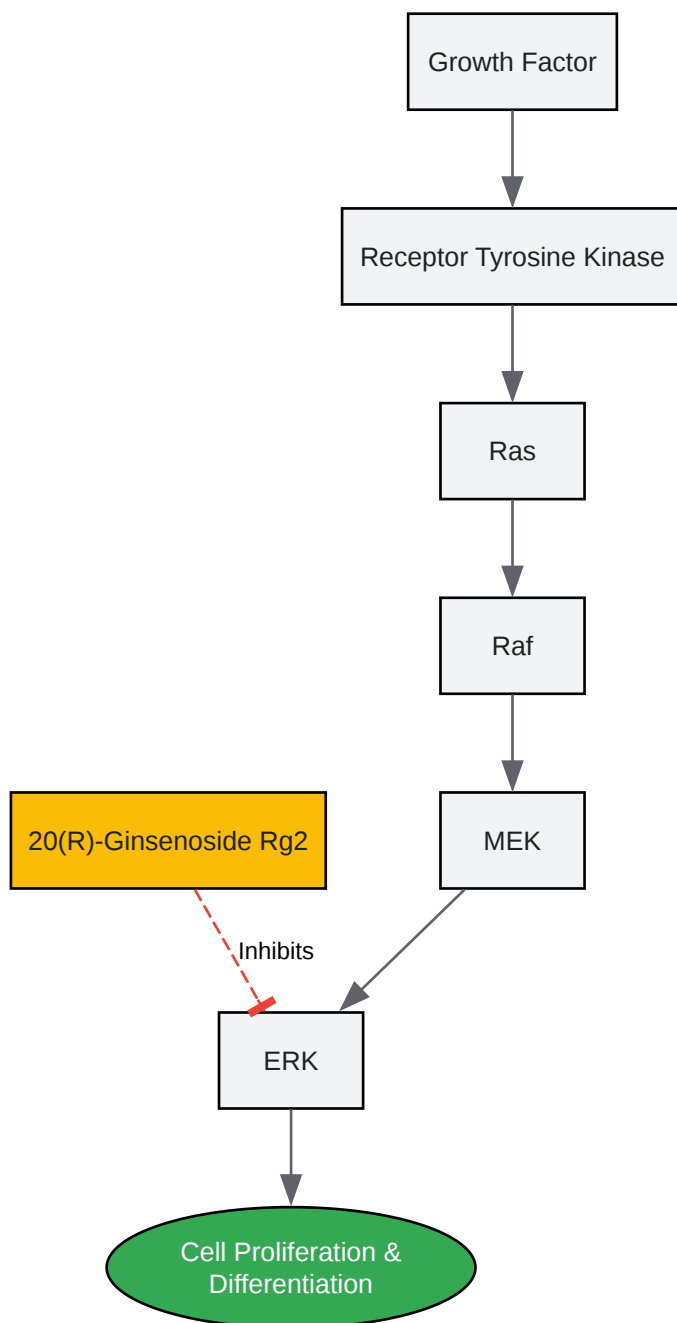 Growth Factor
Receptor Tyrosine Kinase
Ras
Raf
20(R)-Ginsenoside Rg2
MEK
Inhibits
ERK
Cell Proliferation &
Differentiation